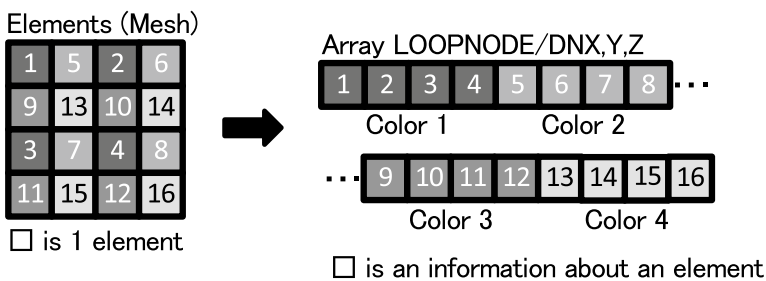 Elements (Mesh)
1 5 2 6
9 13 10 14
3 7 4 8
11 15 12 16
□ is 1 element
Array LOOPNODE/DNX,Y,Z
1 2 3 4 5 6 7 8 ···
Color 1 Color 2
··· 9 10 11 12 13 14 15 16
Color 3 Color 4
□ is an information about an element